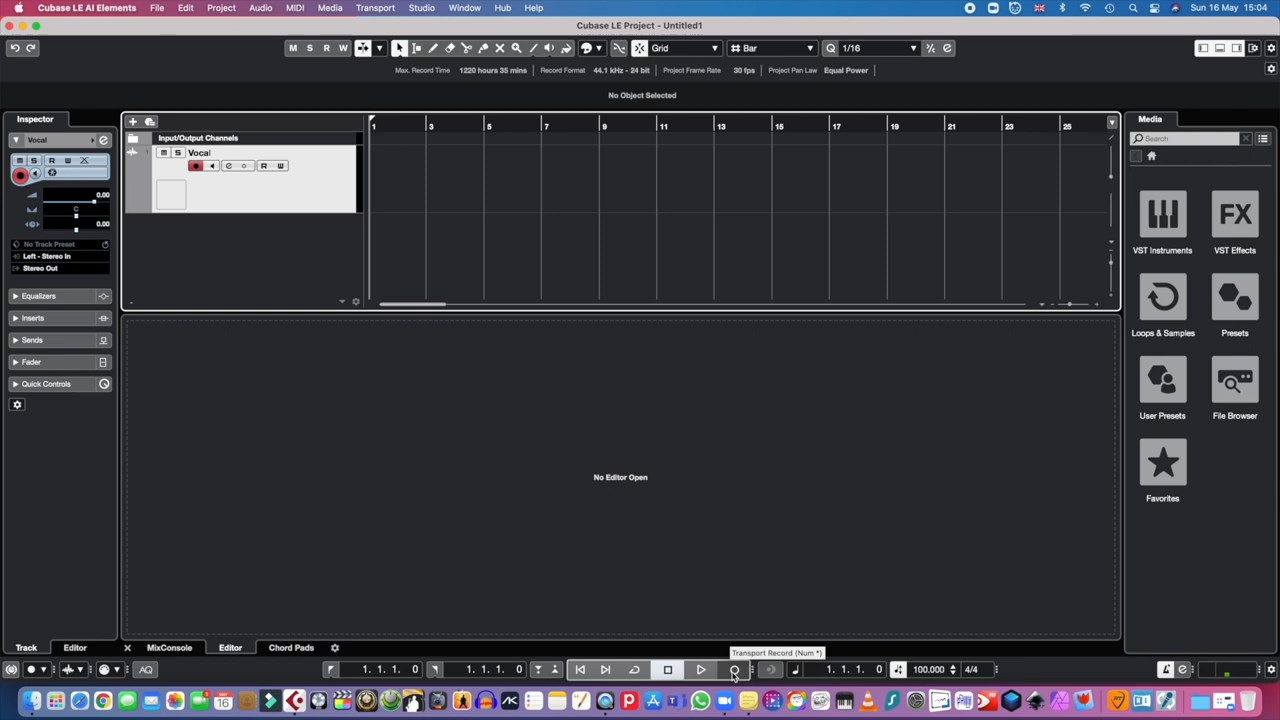 Cubase LE AI Elements File Edit Project Audio MIDI Media Transport Studio Window Hub Help Sun 16 May 15:04
Cubase LE Project - Untitled1
M S R W Grid Bar Q 1/16
Max. Record Time 1220 hours 35 mins Record Format 44.1 kHz - 24 bit Project Frame Rate 30 fps Project Pan Law Equal Power
No Object Selected
Inspector
Vocal
M S R W
0.00
C
0.00
No Track Preset
Left - Stereo In
Stereo Out
Equalizers
Inserts
Sends
Fader
Quick Controls
Input/Output Channels
1 M S Vocal
R W
1 3 5 7 9 11 13 15 17 19 21 23 25
Media
Search
VST Instruments
FX
VST Effects
Loops & Samples
Presets
User Presets
File Browser
Favorites
No Editor Open
Track Editor MixConsole Editor Chord Pads
Transport Record (Num *)
AQ 1. 1. 1. 0 1. 1. 1. 0 1. 1. 1. 0 100.000 4/4
16